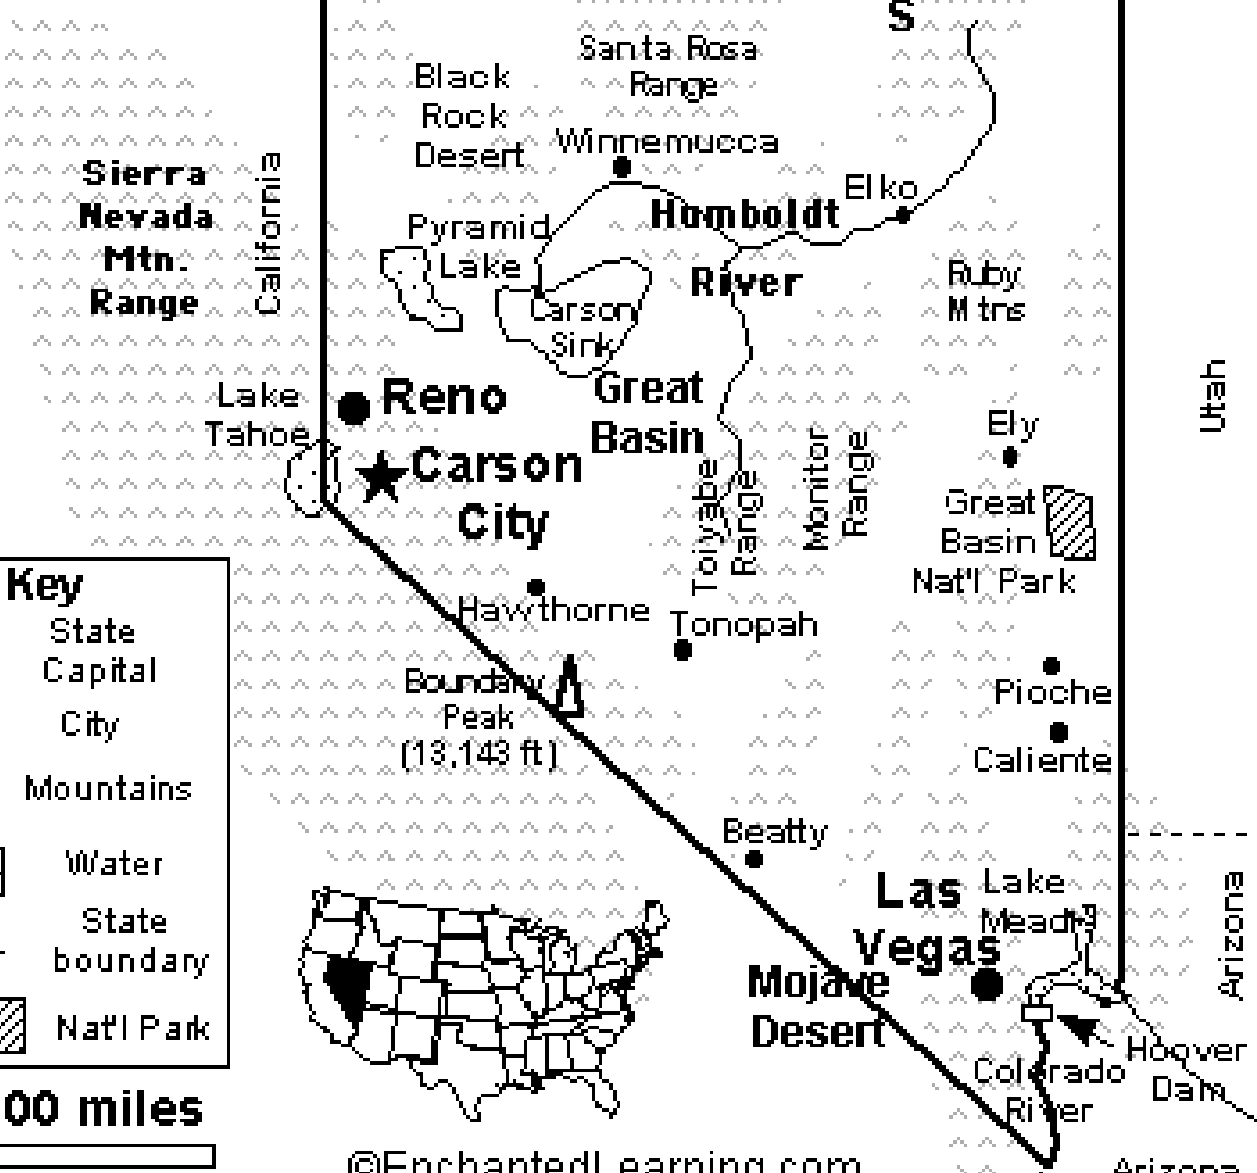 S
Santa Rosa
Range
Black
Rock
Desert
Winnemucca
Sierra
Nevada
Mtn.
Range
California
Elko
Homboldt
River
Pyramid
Lake
Carson
Sink
Ruby
Mtns
Utah
Lake
Tahoe
Reno
Great
Basin
Carson
City
Toiyabe
Range
Monitor
Range
Ely
Great
Basin
Nat'l Park
Key
State
Capital
City
Mountains
Water
State
boundary
Nat'l Park
00 miles
Hawthorne
Tonopah
Boundary
Peak
(13,143 ft)
Pioche
Caliente
Beatty
Las
Vegas
Lake
Mead
Arizona
Mojave
Desert
Hoover
Dam
Colorado
River
©EnchantedLearning.com
Arizona